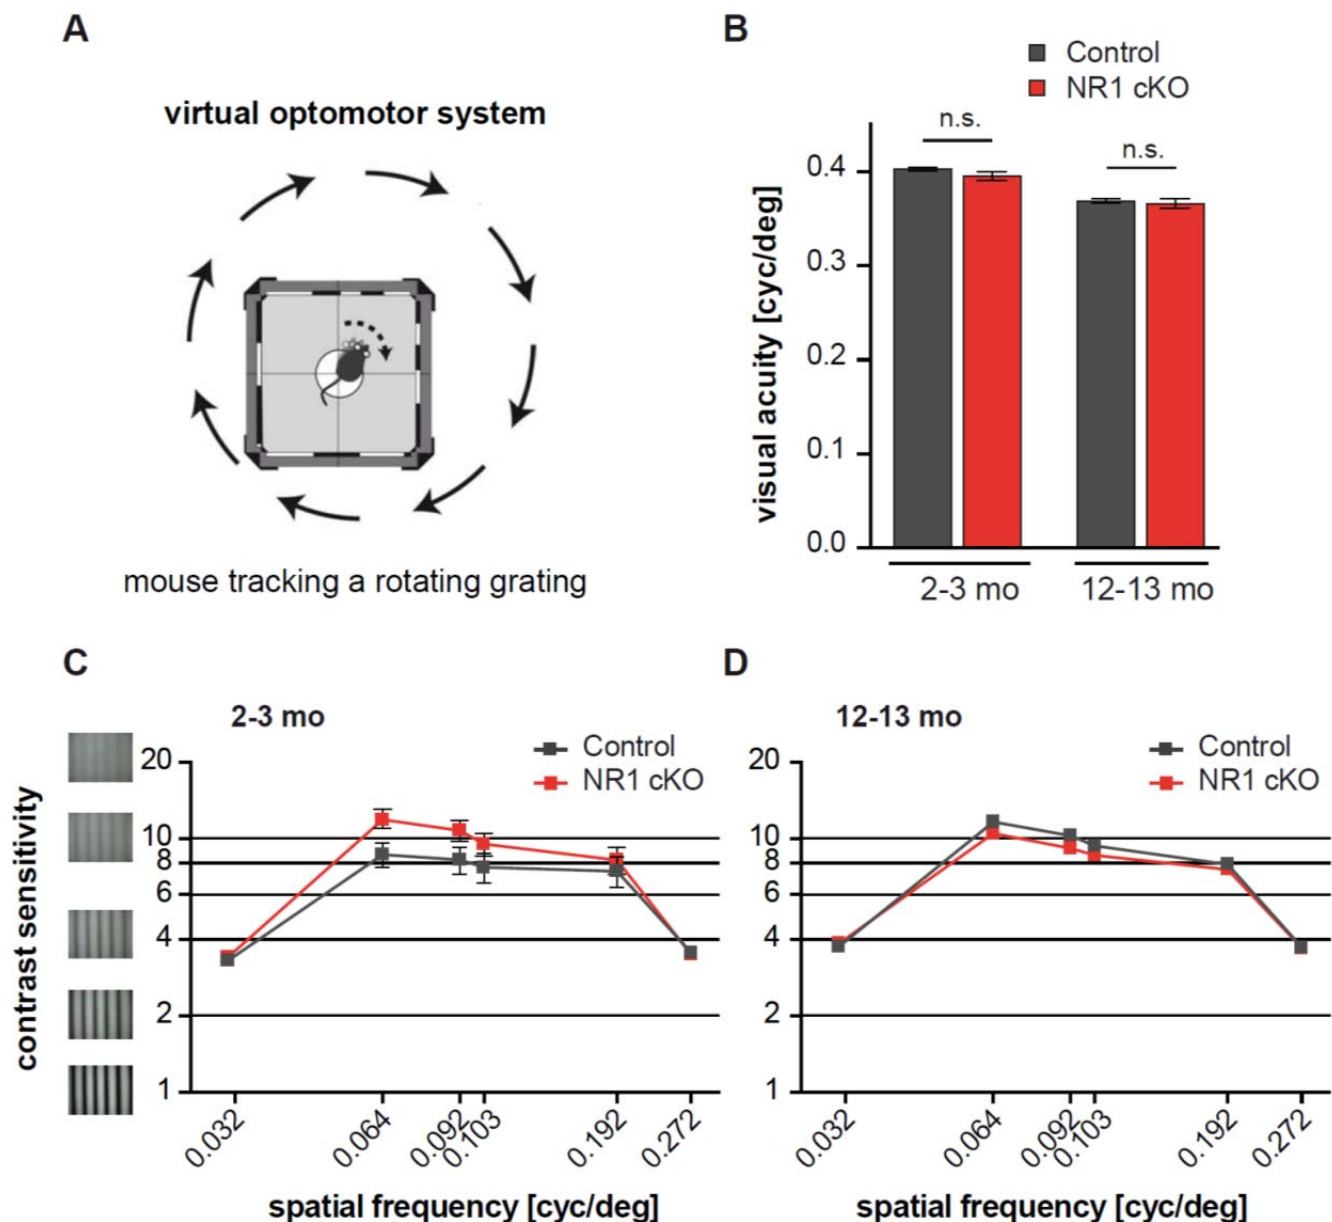 A
virtual optomotor system
mouse tracking a rotating grating
B
Control
NR1 cKO
n.s.
n.s.
visual acuity [cyc/deg]
0.4
0.3
0.2
0.1
0.0
2-3 mo
12-13 mo
C
2-3 mo
Control
NR1 cKO
contrast sensitivity
20
10
8
6
4
2
1
0.032
0.064
0.092
0.103
0.192
0.272
spatial frequency [cyc/deg]
D
12-13 mo
Control
NR1 cKO
20
10
8
6
4
2
1
0.032
0.064
0.092
0.103
0.192
0.272
spatial frequency [cyc/deg]